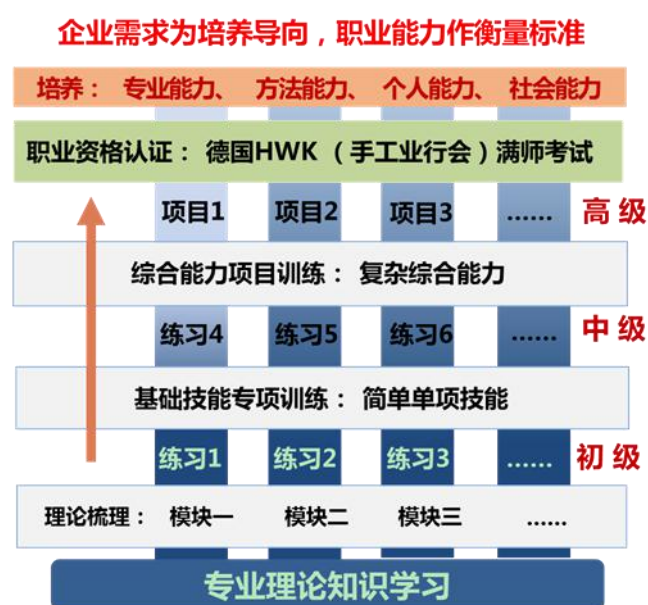 企业需求为培养导向，职业能力作衡量标准
培养： 专业能力、 方法能力、 个人能力、 社会能力
职业资格认证： 德国HWK （手工业行会）满师考试
项目1 项目2 项目3 …… 高 级
综合能力项目训练： 复杂综合能力
练习4 练习5 练习6 …… 中 级
基础技能专项训练： 简单单项技能
练习1 练习2 练习3 …… 初 级
理论梳理： 模块一 模块二 模块三 ……
专业理论知识学习